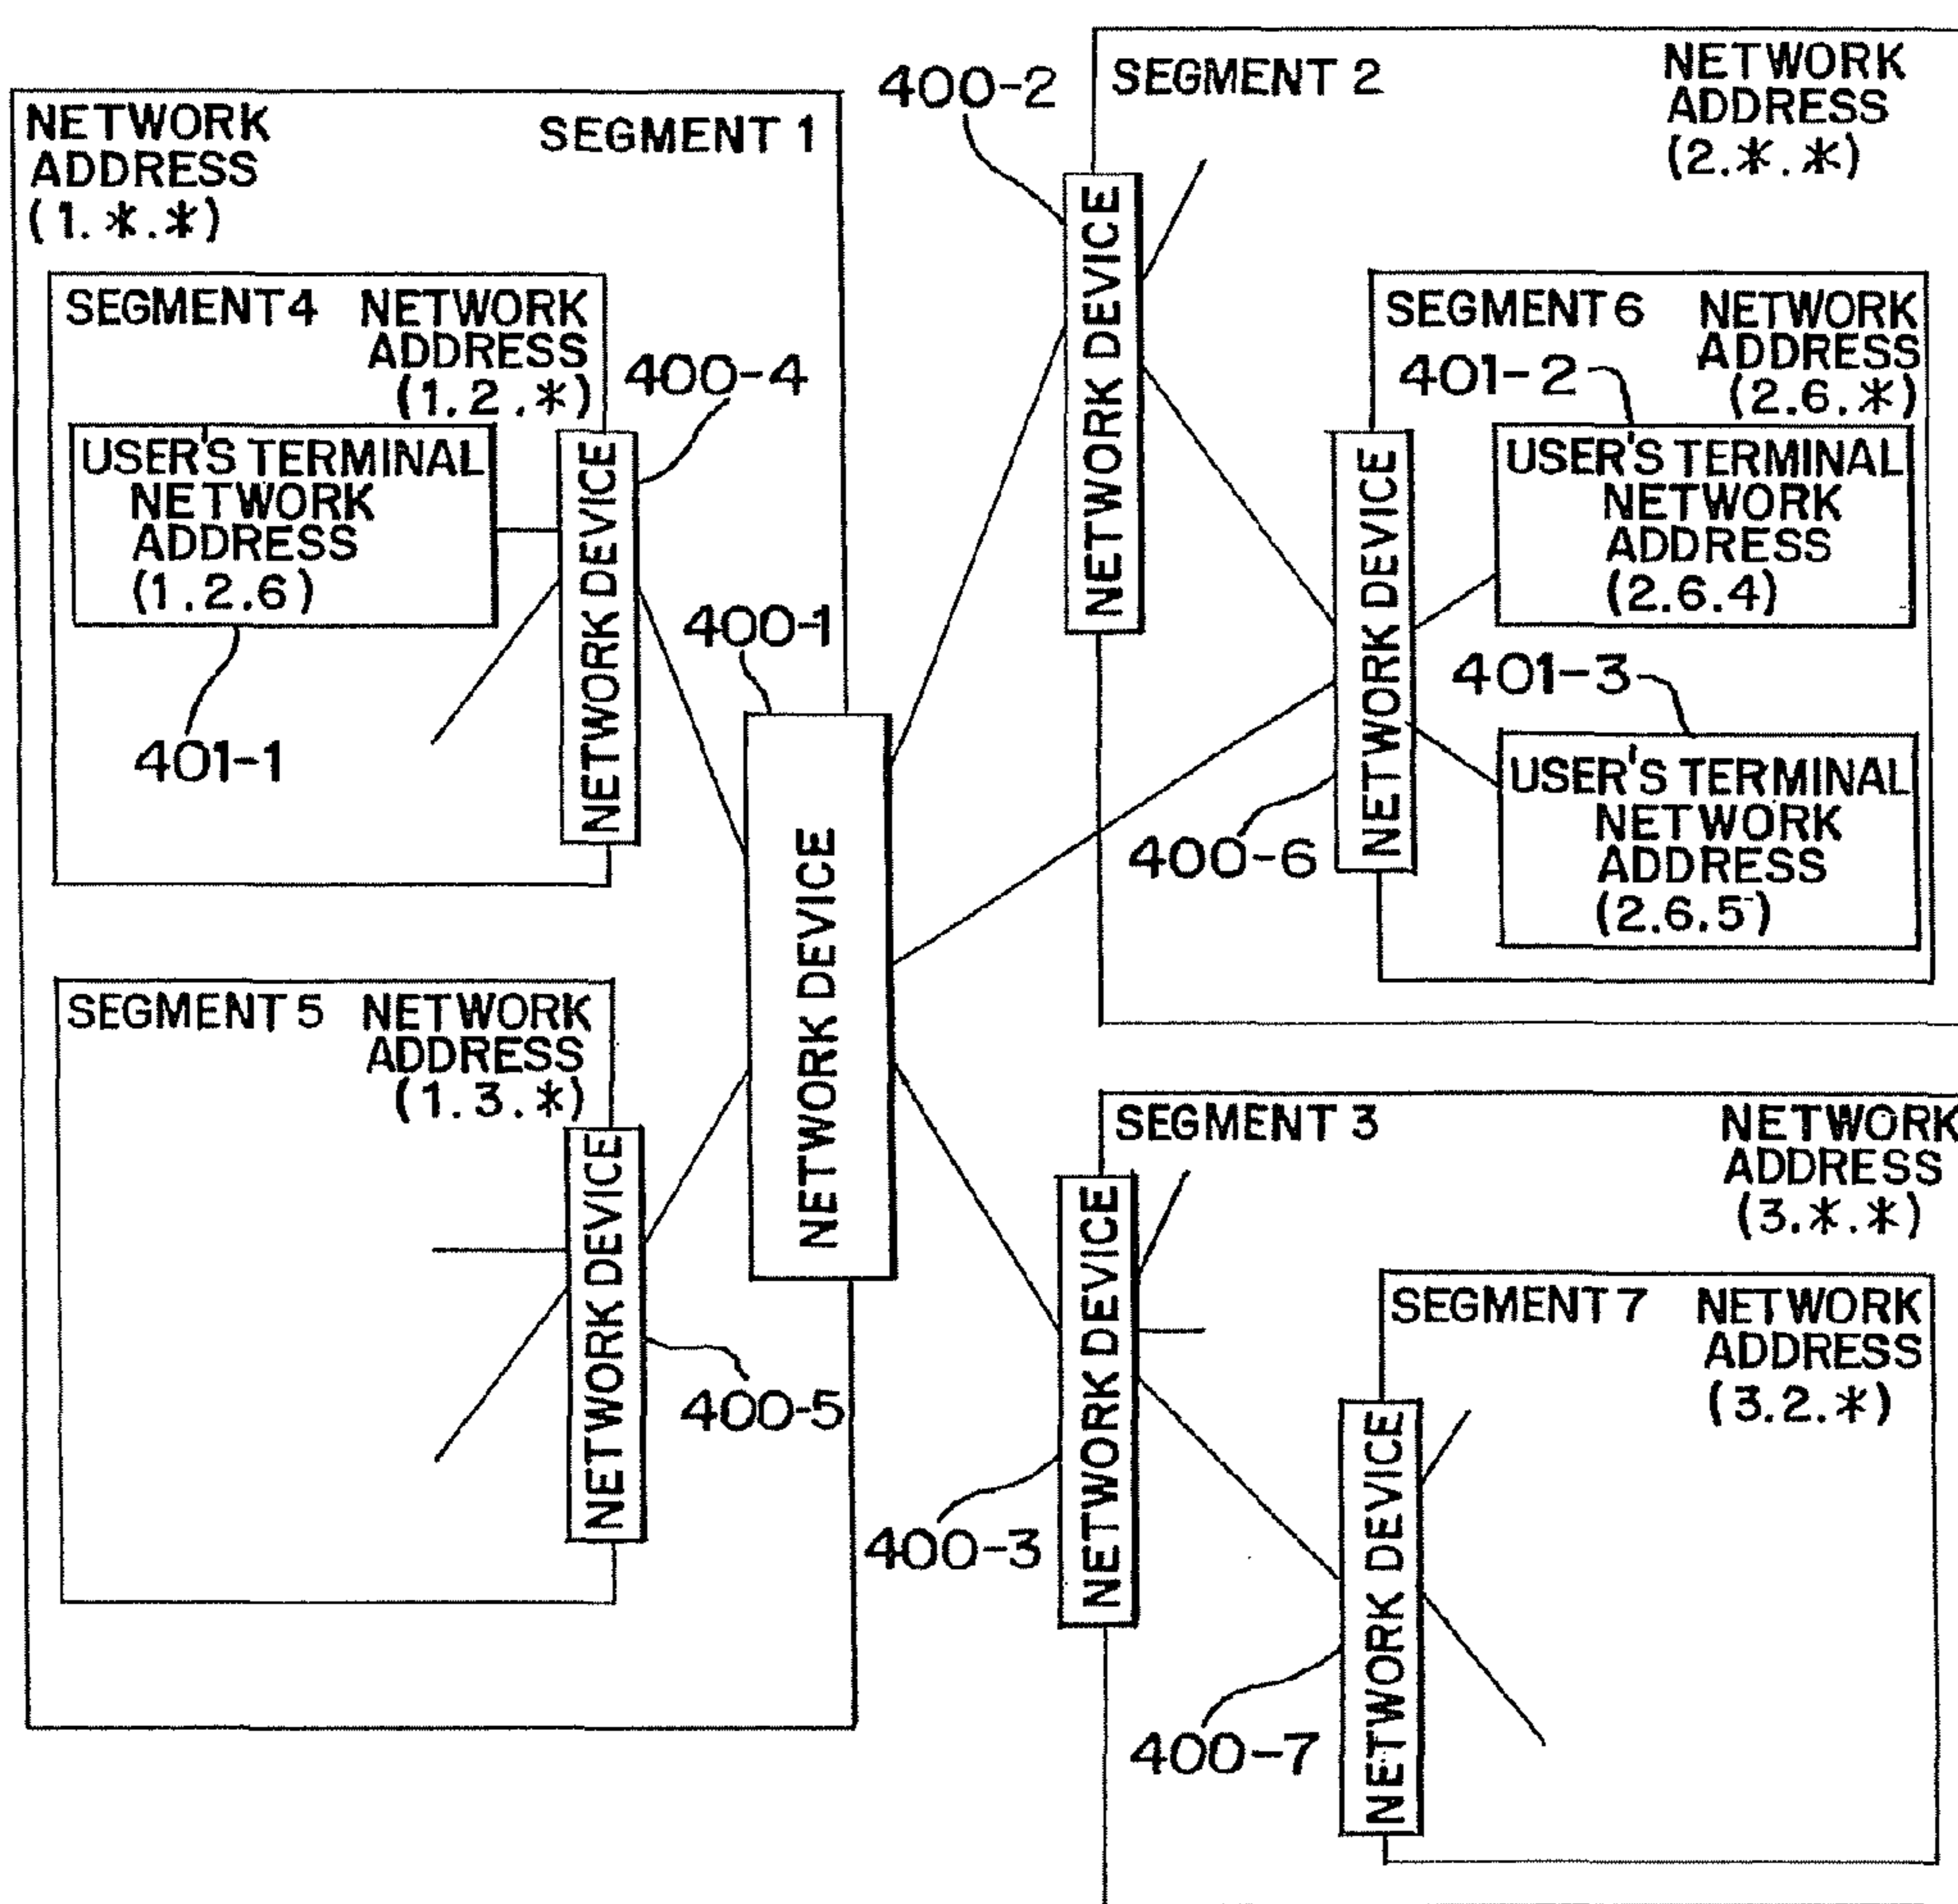 NETWORK
ADDRESS
(1.*.*)
SEGMENT 1
SEGMENT 4
NETWORK
ADDRESS
(1.2.*)
400-4
USER'S TERMINAL
NETWORK
ADDRESS
(1.2.6)
NETWORK DEVICE
401-1
400-1
NETWORK DEVICE
SEGMENT 5
NETWORK
ADDRESS
(1.3.*)
NETWORK DEVICE
400-5
400-2
SEGMENT 2
NETWORK
ADDRESS
(2.*.*)
NETWORK DEVICE
SEGMENT 6
NETWORK
ADDRESS
(2.6.*)
401-2
USER'S TERMINAL
NETWORK
ADDRESS
(2.6.4)
NETWORK DEVICE
401-3
400-6
USER'S TERMINAL
NETWORK
ADDRESS
(2.6.5)
SEGMENT 3
NETWORK
ADDRESS
(3.*.*)
NETWORK DEVICE
400-3
SEGMENT 7
NETWORK
ADDRESS
(3.2.*)
NETWORK DEVICE
400-7